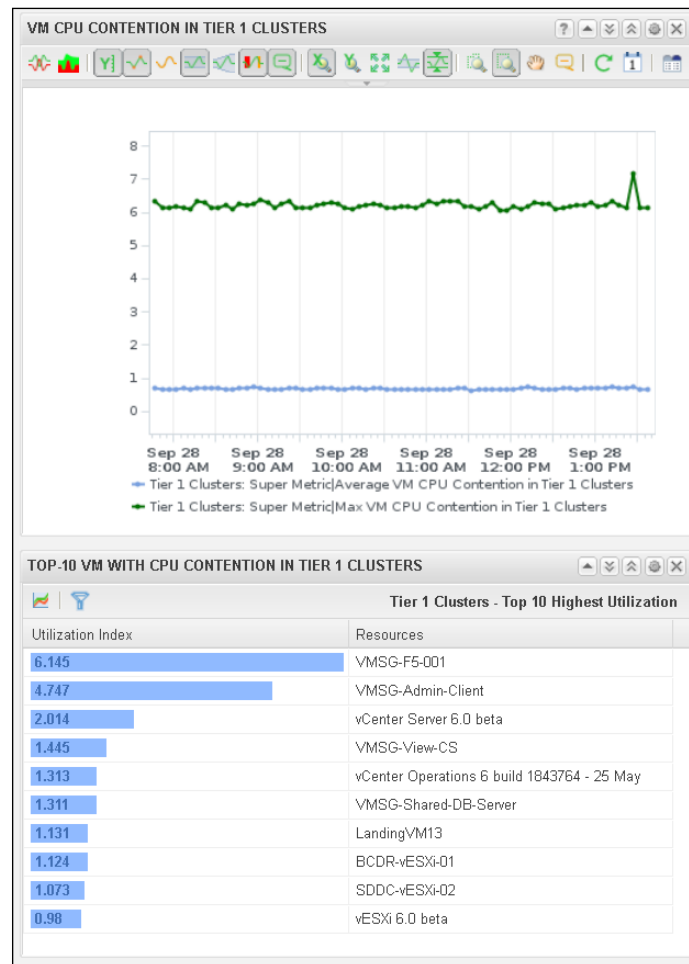 VM CPU CONTENTION IN TIER 1 CLUSTERS
?
Y
X
Y
1
8
7
6
5
4
3
2
1
0
Sep 28 Sep 28 Sep 28 Sep 28 Sep 28 Sep 28
8:00 AM 9:00 AM 10:00 AM 11:00 AM 12:00 PM 1:00 PM
Tier 1 Clusters: Super Metric|Average VM CPU Contention in Tier 1 Clusters
Tier 1 Clusters: Super Metric|Max VM CPU Contention in Tier 1 Clusters
TOP-10 VM WITH CPU CONTENTION IN TIER 1 CLUSTERS
Tier 1 Clusters - Top 10 Highest Utilization
Utilization Index Resources
6.145 VMSG-F5-001
4.747 VMSG-Admin-Client
2.014 vCenter Server 6.0 beta
1.445 VMSG-View-CS
1.313 vCenter Operations 6 build 1843764 - 25 May
1.311 VMSG-Shared-DB-Server
1.131 LandingVM13
1.124 BCDR-vESXi-01
1.073 SDDC-vESXi-02
0.98 vESXi 6.0 beta